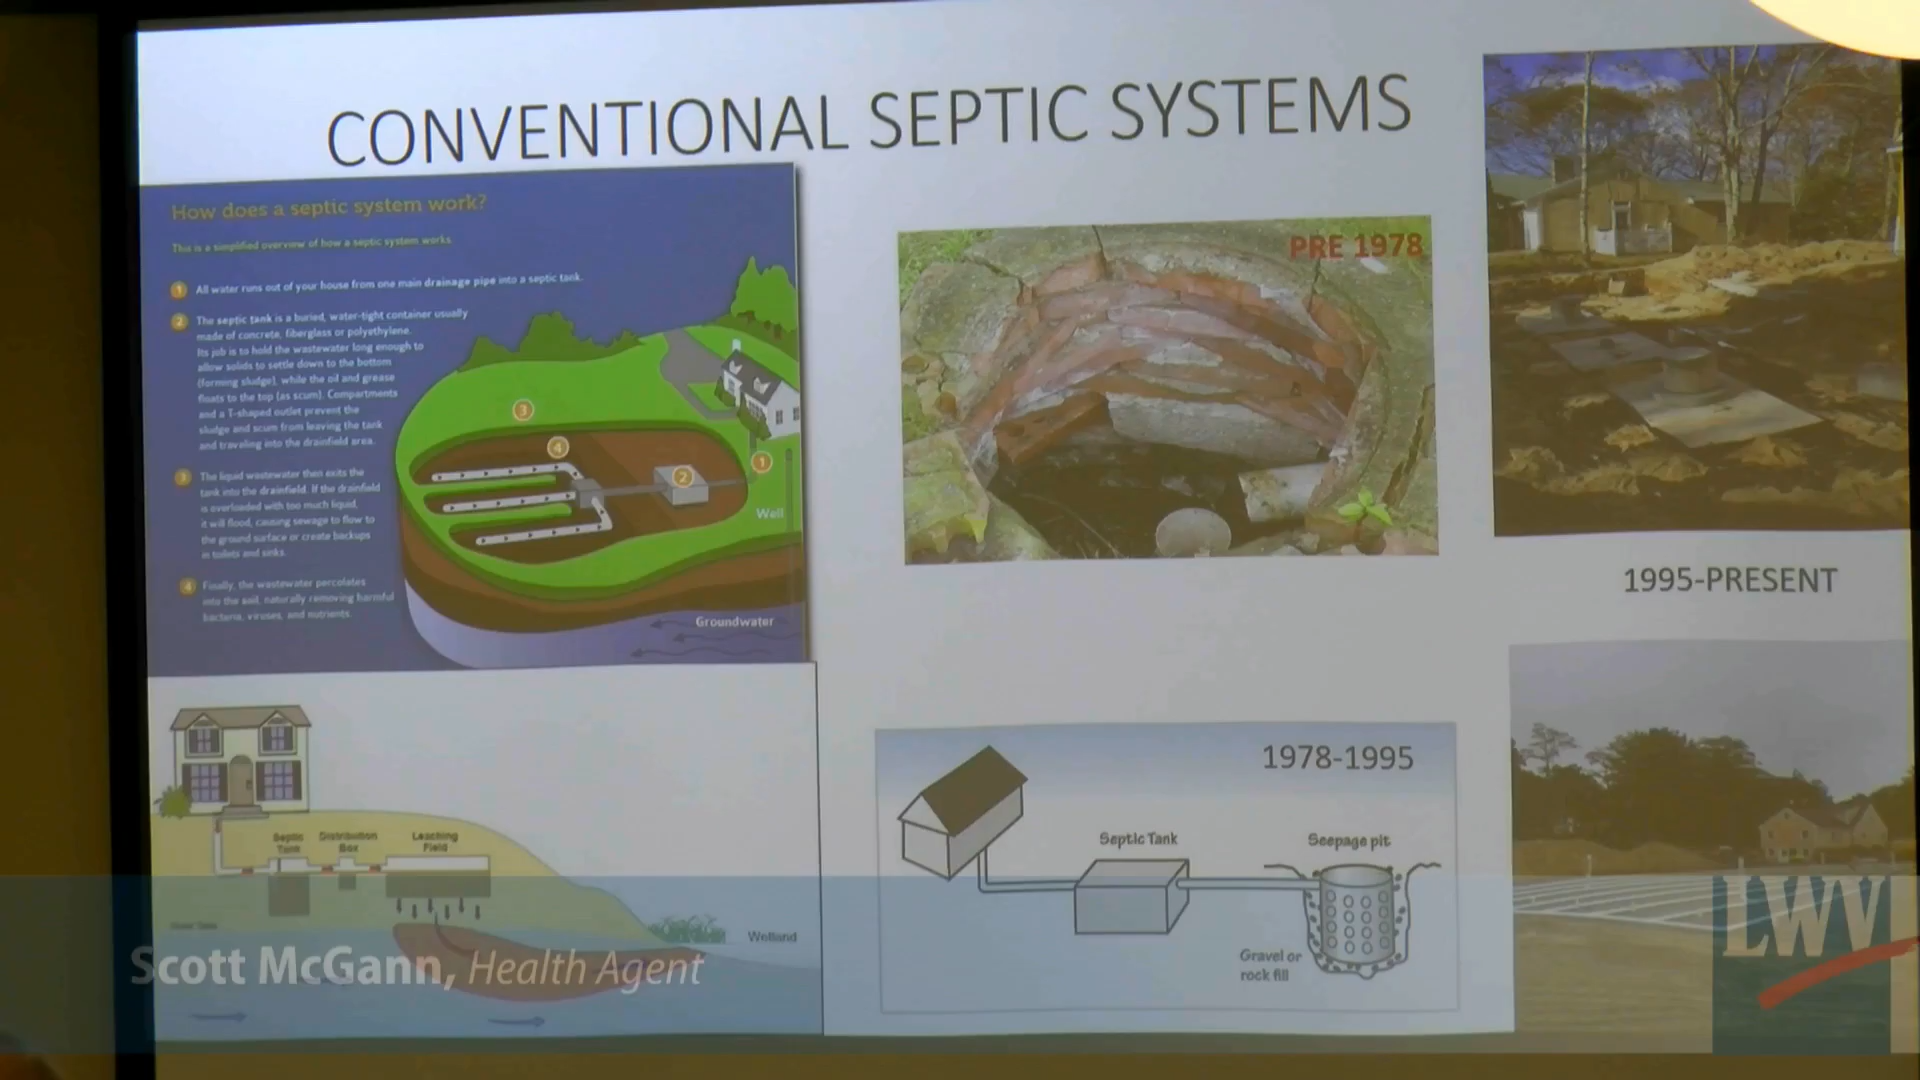 CONVENTIONAL SEPTIC SYSTEMS
How does a septic system work?
This is a simplified overview of how a septic system works.
1 All water runs out of your house from one main drainage pipe into a septic tank.
2 The septic tank is a buried, water-tight container usually
made of concrete, fiberglass or polyethylene.
Its job is to hold the wastewater long enough to
allow solids to settle down to the bottom
(forming sludge), while the oil and grease
floats to the top (as scum). Compartments
and a T-shaped outlet prevent the
sludge and scum from leaving the tank
and traveling into the drainfield area.
3 The liquid wastewater then exits the
tank into the drainfield. If the drainfield
is overloaded with too much liquid,
it will flood, causing sewage to flow to
the ground surface or create backups
in toilets and sinks.
4 Finally, the wastewater percolates
into the soil, naturally removing harmful
bacteria, viruses, and nutrients.
3
4
2
1
Well
Groundwater
PRE 1978
1995-PRESENT
Septic
Tank
Distribution
Box
Leaching
Field
Wetland
1978-1995
Septic Tank
Seepage pit
Gravel or
rock fill
Scott McGann, Health Agent
LWV